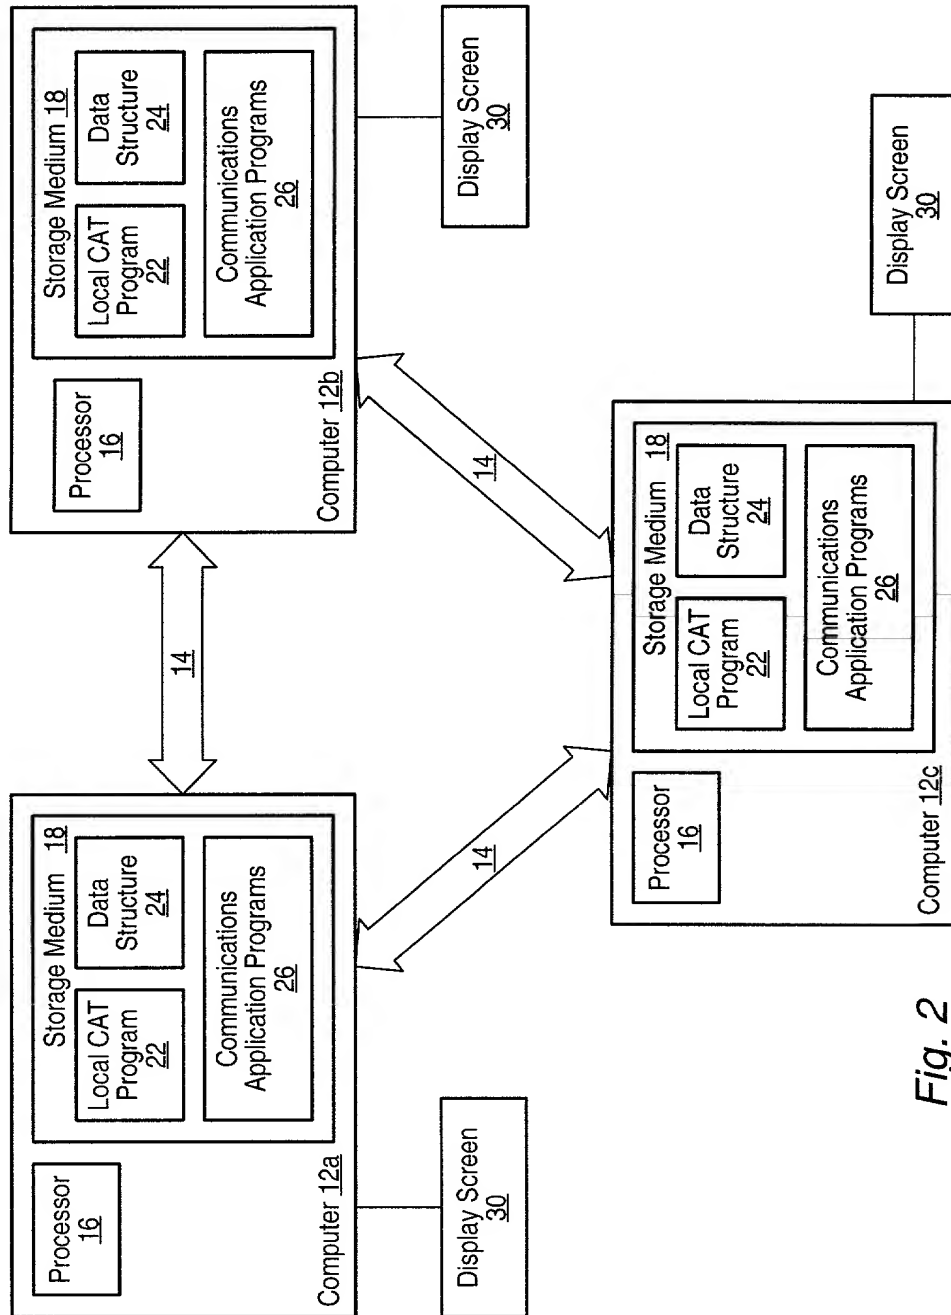 Processor
16
Storage Medium 18
Local CAT
Program
22
Data
Structure
24
Communications
Application Programs
26
Computer 12a
Display Screen
30
14
Processor
16
Storage Medium 18
Local CAT
Program
22
Data
Structure
24
Communications
Application Programs
26
Computer 12b
Display Screen
30
14
14
Processor
16
Storage Medium 18
Local CAT
Program
22
Data
Structure
24
Communications
Application Programs
26
Computer 12c
Display Screen
30
Fig. 2